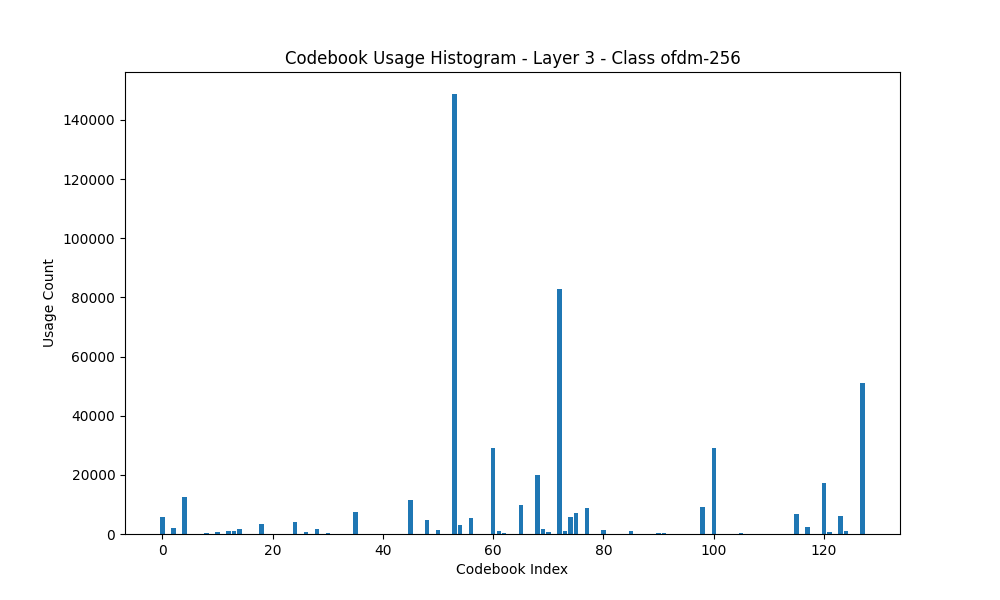 Codebook Usage Histogram - Layer 3 - Class ofdm-256
Usage Count
140000
120000
100000
80000
60000
40000
20000
0
0 20 40 60 80 100 120
Codebook Index